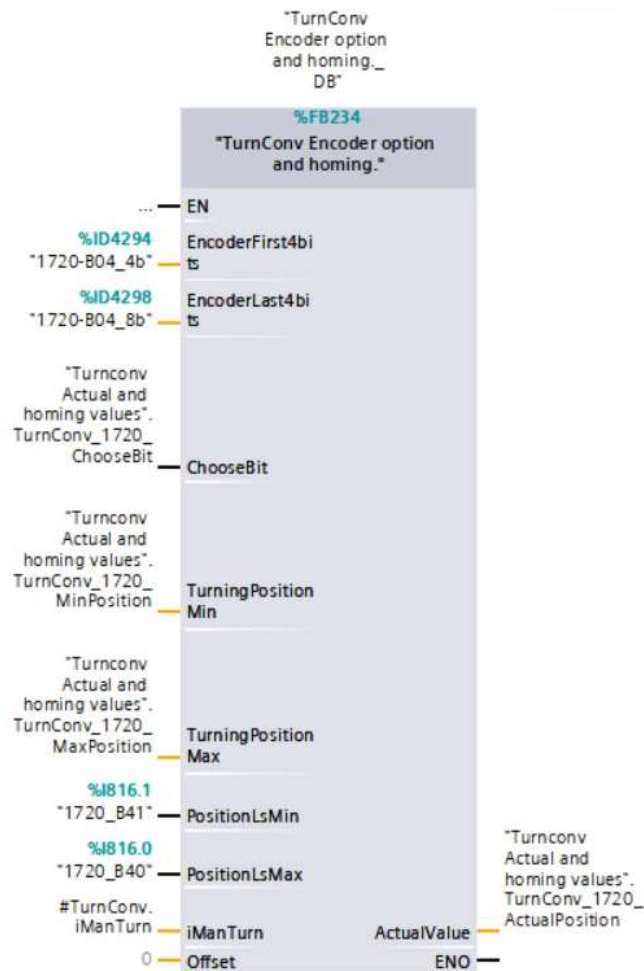 "TurnConv
Encoder option
and homing._
DB"
%FB234
"TurnConv Encoder option
and homing."
... EN
%ID4294
"1720-B04_4b"
EncoderFirst4bi
ts
%ID4298
"1720-B04_8b"
EncoderLast4bi
ts
"Turnconv
Actual and
homing values".
TurnConv_1720_
ChooseBit
ChooseBit
"Turnconv
Actual and
homing values".
TurnConv_1720_
MinPosition
TurningPosition
Min
"Turnconv
Actual and
homing values".
TurnConv_1720_
MaxPosition
TurningPosition
Max
%I816.1
"1720_B41"
PositionLsMin
%I816.0
"1720_B40"
PositionLsMax
#TurnConv.
iManTurn
iManTurn
0
Offset
ActualValue
"Turnconv
Actual and
homing values".
TurnConv_1720_
ActualPosition
ENO